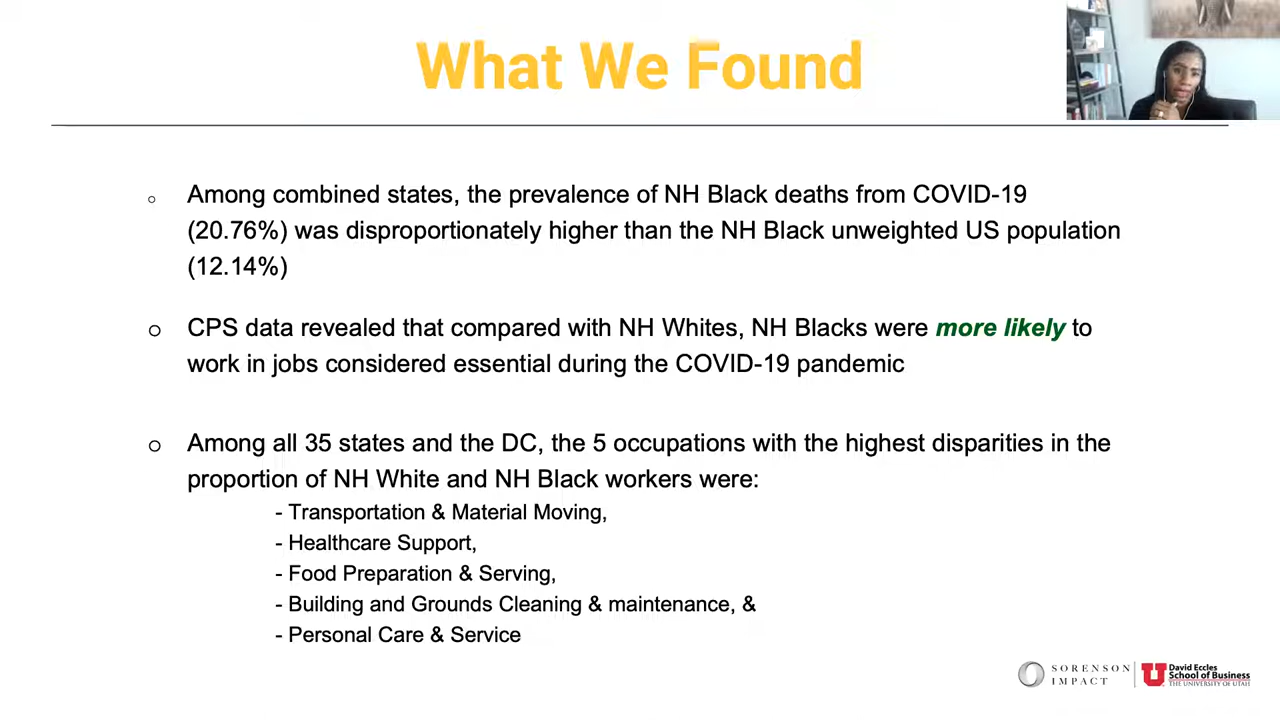 What We Found
Among combined states, the prevalence of NH Black deaths from COVID-19
(20.76%) was disproportionately higher than the NH Black unweighted US population
(12.14%)
CPS data revealed that compared with NH Whites, NH Blacks were more likely to
work in jobs considered essential during the COVID-19 pandemic
Among all 35 states and the DC, the 5 occupations with the highest disparities in the
proportion of NH White and NH Black workers were:
- Transportation & Material Moving,
- Healthcare Support,
- Food Preparation & Serving,
- Building and Grounds Cleaning & maintenance, &
- Personal Care & Service
SORENSON
IMPACT
U
David Eccles
School of Business
THE UNIVERSITY OF UTAH